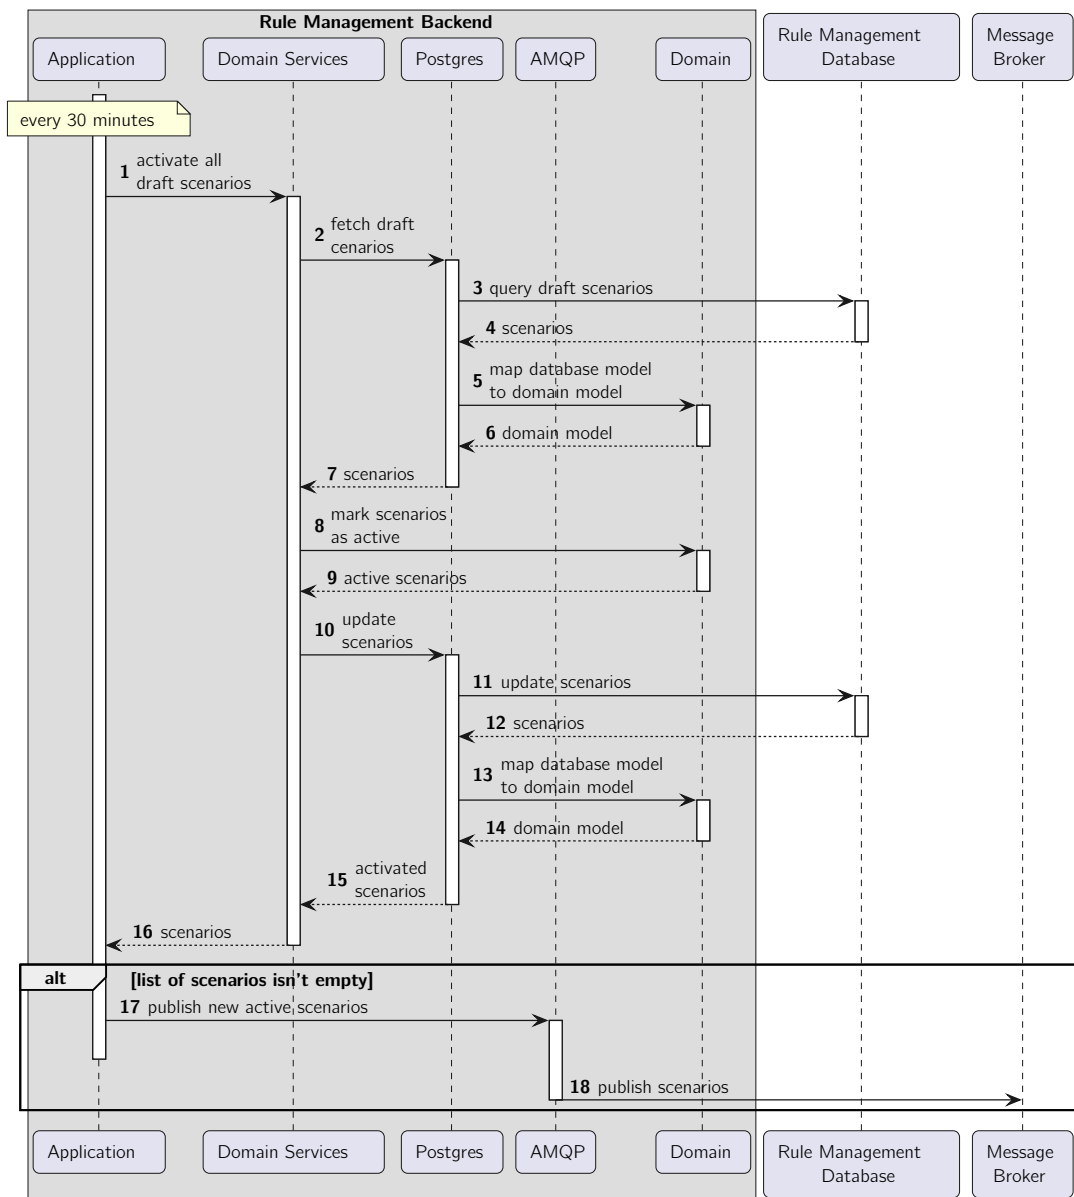 Rule Management Backend
Application
Domain Services
Postgres
AMQP
Domain
Rule Management
Database
Message
Broker
every 30 minutes
1 activate all
draft scenarios
2 fetch draft
cenarios
3 query draft scenarios
4 scenarios
5 map database model
to domain model
6 domain model
7 scenarios
8 mark scenarios
as active
9 active scenarios
10 update
scenarios
11 update scenarios
12 scenarios
13 map database model
to domain model
14 domain model
15 activated
scenarios
16 scenarios
alt [list of scenarios isn't empty]
17 publish new active scenarios
18 publish scenarios
Application
Domain Services
Postgres
AMQP
Domain
Rule Management
Database
Message
Broker